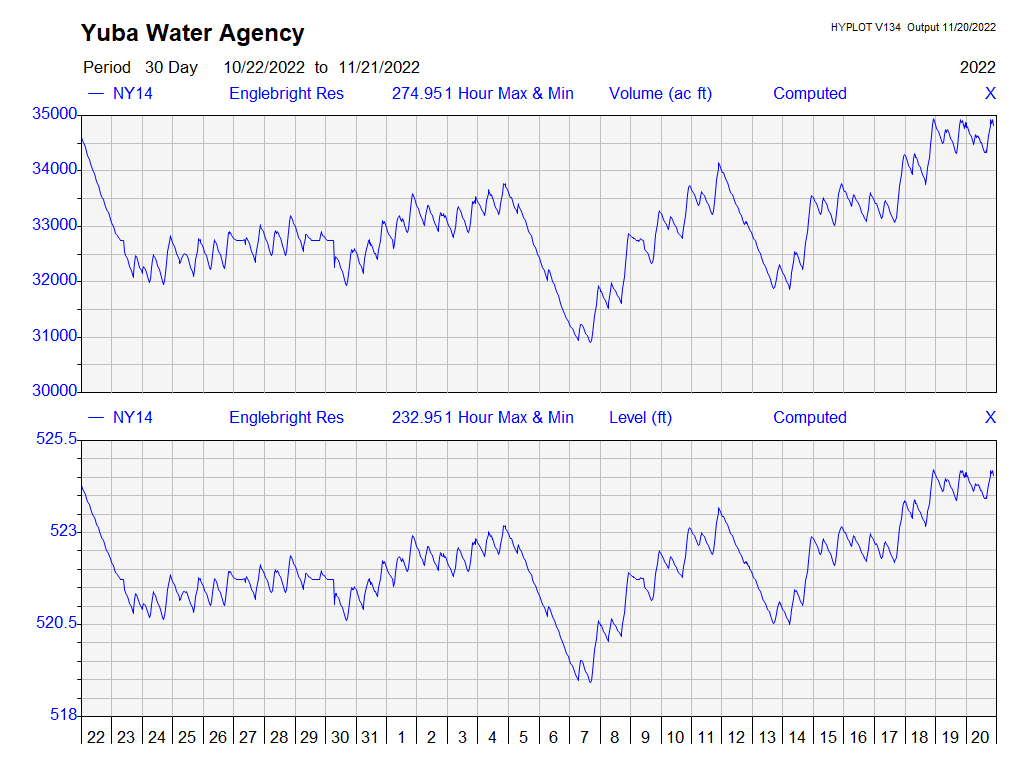 Yuba Water Agency
HYPLOT V134 Output 11/20/2022
Period 30 Day 10/22/2022 to 11/21/2022 2022
— NY14 Englebright Res 274.951 Hour Max & Min Volume (ac ft) Computed X
35000
34000
33000
32000
31000
30000
— NY14 Englebright Res 232.951 Hour Max & Min Level (ft) Computed X
525.5
523
520.5
518
22 23 24 25 26 27 28 29 30 31 1 2 3 4 5 6 7 8 9 10 11 12 13 14 15 16 17 18 19 20